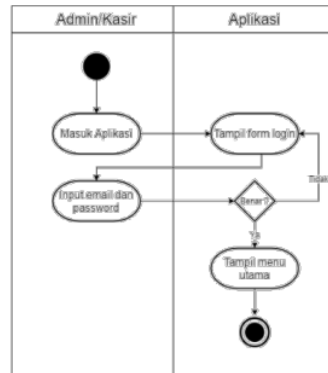 Admin/Kasir
Aplikasi
Masuk Aplikasi
Tampil form login
Input email dan
password
Benar?
Tidak
Ya
Tampil menu
utama